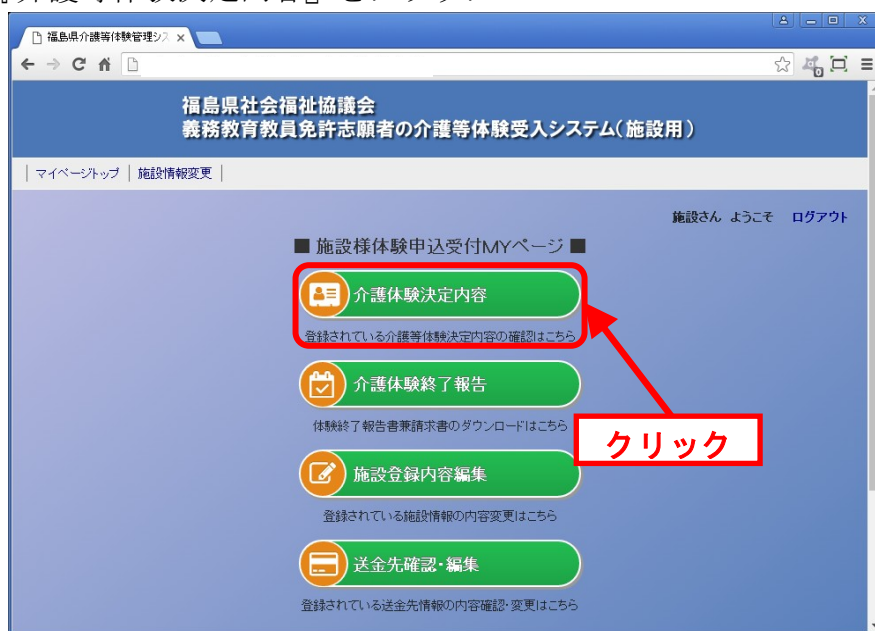 福島県介護等体験管理シス
福島県社会福祉協議会
義務教育教員免許志願者の介護等体験受入システム(施設用)
マイページトップ 施設情報変更
施設さん ようこそ ログアウト
■ 施設様体験申込受付MYページ ■
介護体験決定内容
登録されている介護等体験決定内容の確認はこちら
介護体験終了報告
体験終了報告書兼請求書のダウンロードはこちら
クリック
施設登録内容編集
登録されている施設情報の内容変更はこちら
送金先確認・編集
登録されている送金先情報の内容確認・変更はこちら